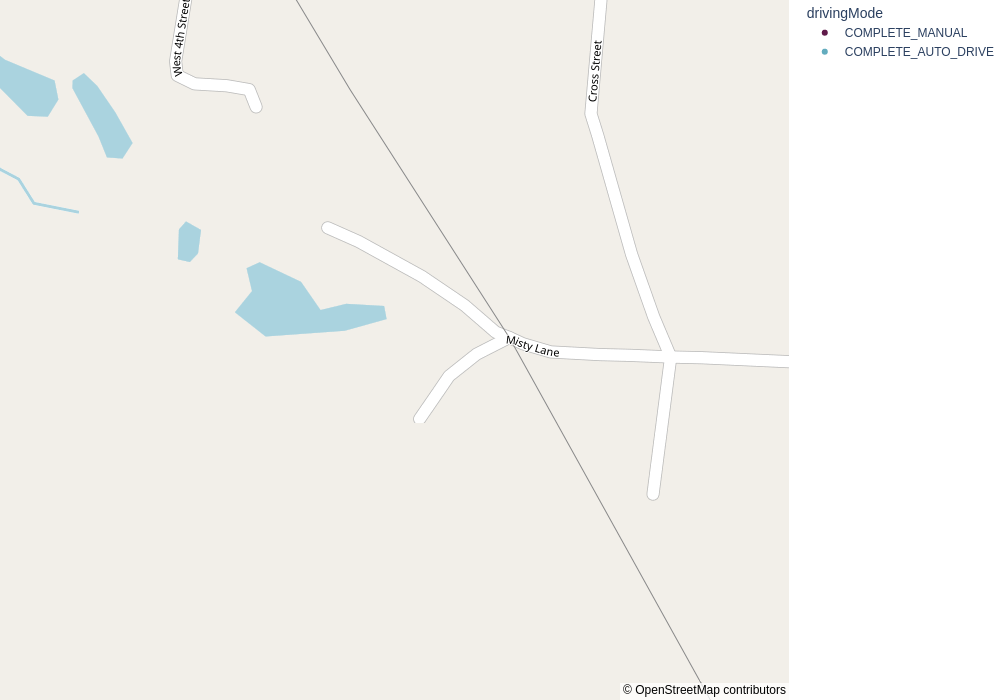 drivingMode
COMPLETE_MANUAL
COMPLETE_AUTO_DRIVE
West 4th Street
Cross Street
Misty Lane
© OpenStreetMap contributors